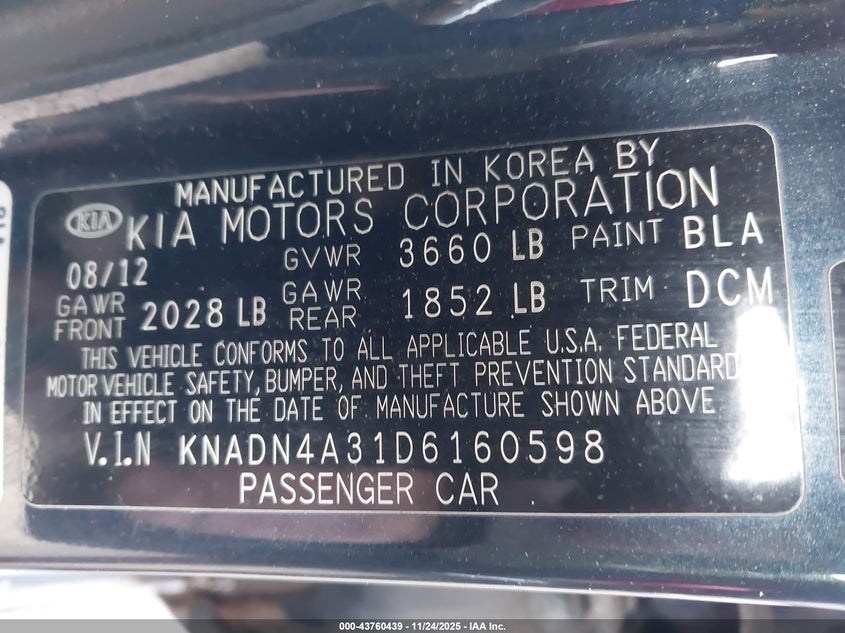 MANUFACTURED IN KOREA BY
KIA KIA MOTORS CORPORATION
08/12 GVWR 3660 LB PAINT BLA
GAWR FRONT 2028 LB GAWR REAR 1852 LB TRIM DCM
THIS VEHICLE CONFORMS TO ALL APPLICABLE U.S.A. FEDERAL
MOTOR VEHICLE SAFETY, BUMPER, AND THEFT PREVENTION STANDARD
IN EFFECT ON THE DATE OF MANUFACTURE SHOWN ABOVE
V.I.N KNADN4A31D6160598
PASSENGER CAR
000-43760439 - 11/24/2025 - IAA Inc.